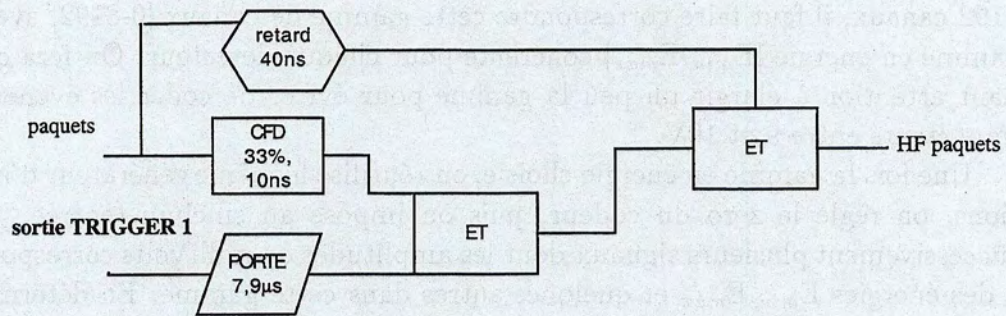 retard
40ns
paquets
CFD
33%,
10ns
ET
HF paquets
sortie TRIGGER 1
ET
PORTE
7,9µs